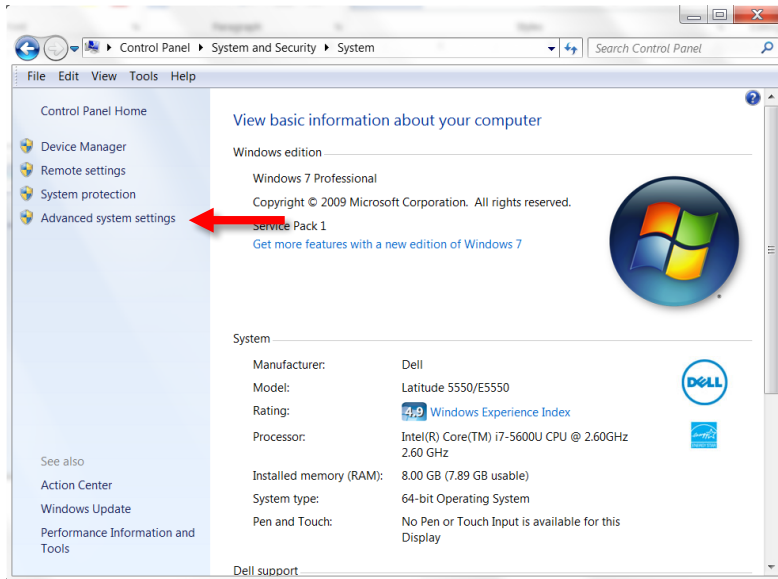 Control Panel ▸ System and Security ▸ System
Search Control Panel
File Edit View Tools Help
Control Panel Home
Device Manager
Remote settings
System protection
Advanced system settings
See also
Action Center
Windows Update
Performance Information and
Tools
View basic information about your computer
Windows edition
Windows 7 Professional
Copyright © 2009 Microsoft Corporation. All rights reserved.
Service Pack 1
Get more features with a new edition of Windows 7
System
Manufacturer: Dell
Model: Latitude 5550/E5550
Rating: 4,9 Windows Experience Index
Processor: Intel(R) Core(TM) i7-5600U CPU @ 2.60GHz
2.60 GHz
Installed memory (RAM): 8.00 GB (7.89 GB usable)
System type: 64-bit Operating System
Pen and Touch: No Pen or Touch Input is available for this
Display
DELL
Dell support